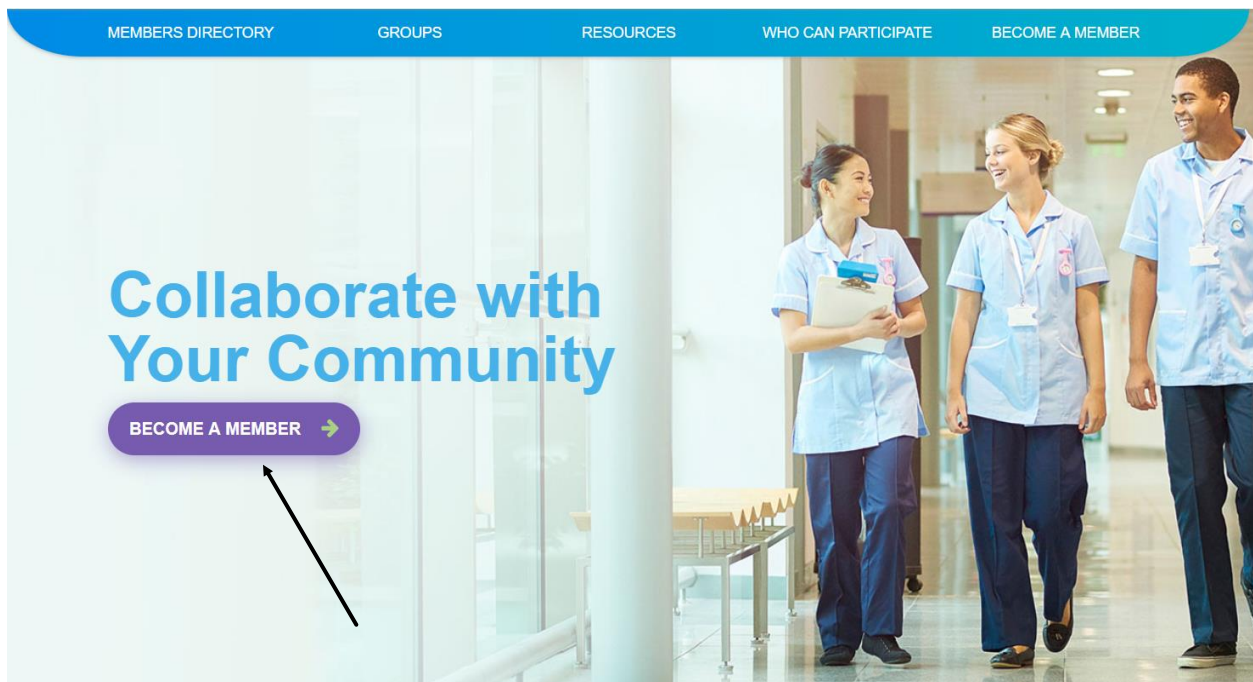 MEMBERS DIRECTORY GROUPS RESOURCES WHO CAN PARTICIPATE BECOME A MEMBER
Collaborate with
Your Community
BECOME A MEMBER